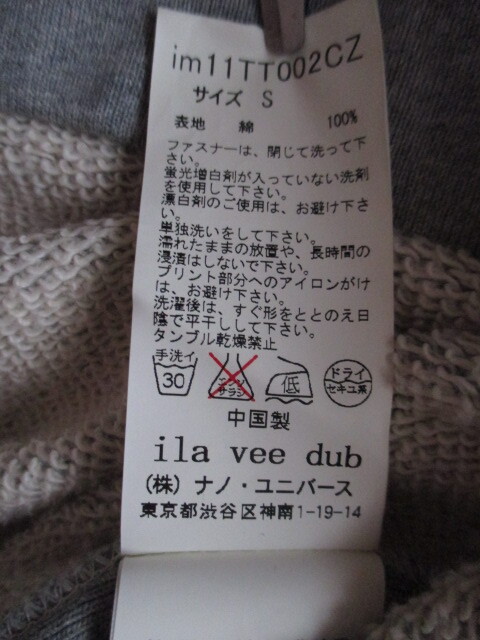 im11TT002CZ
サイズ S
表地 綿 100%
ファスナーは、閉じて洗って下
さい。
蛍光増白剤が入っていない洗剤
を使用して下さい。
漂白剤のご使用は、お避け下さ
い。
単独洗いをして下さい。
濡れたままの放置や、長時間の
浸漬はしないで下さい。
プリント部分へのアイロンがけ
は、お避け下さい。
洗濯後は、すぐ形をととのえ日
陰で平干しして下さい。
タンブル乾燥禁止
手洗イ
30
エンソ
サラシ
低
ドライ
セキユ系
中国製
ila vee dub
(株) ナノ・ユニバース
東京都渋谷区神南1-19-14